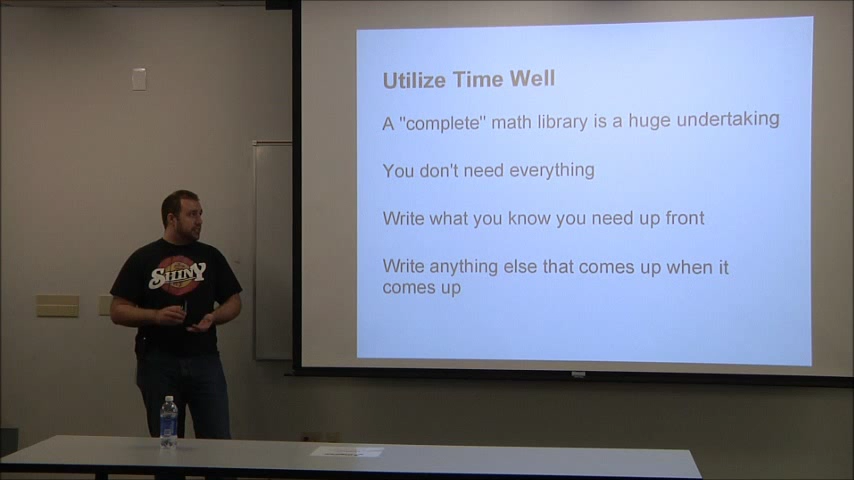 Utilize Time Well
A "complete" math library is a huge undertaking
You don't need everything
Write what you know you need up front
Write anything else that comes up when it
comes up
SHINY